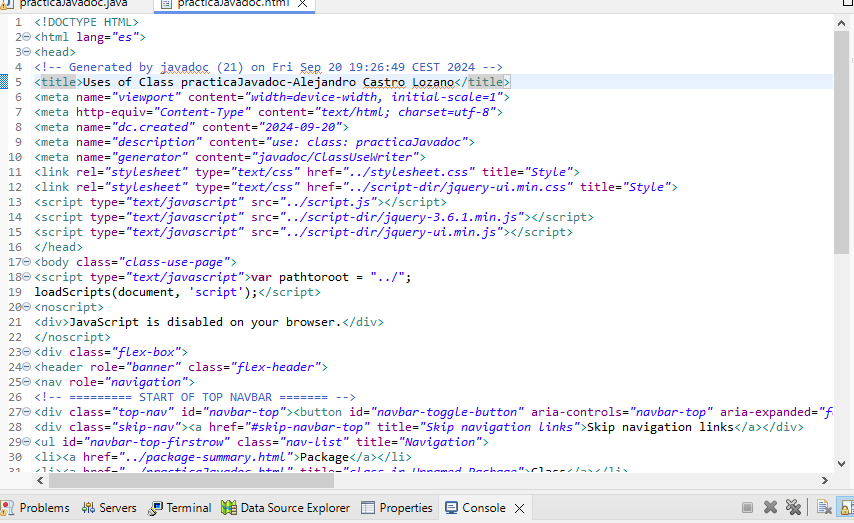 practicaJavadoc.java practicaJavadoc.html
1 <!DOCTYPE HTML>
2 <html lang="es">
3 <head>
4 <!-- Generated by javadoc (21) on Fri Sep 20 19:26:49 CEST 2024 -->
5 <title>Uses of Class practicaJavadoc-Alejandro Castro Lozano</title>
6 <meta name="viewport" content="width=device-width, initial-scale=1">
7 <meta http-equiv="Content-Type" content="text/html; charset=utf-8">
8 <meta name="dc.created" content="2024-09-20">
9 <meta name="description" content="use: class: practicaJavadoc">
10 <meta name="generator" content="javadoc/ClassUseWriter">
11 <link rel="stylesheet" type="text/css" href="../stylesheet.css" title="Style">
12 <link rel="stylesheet" type="text/css" href="../script-dir/jquery-ui.min.css" title="Style">
13 <script type="text/javascript" src="../script.js"></script>
14 <script type="text/javascript" src="../script-dir/jquery-3.6.1.min.js"></script>
15 <script type="text/javascript" src="../script-dir/jquery-ui.min.js"></script>
16 </head>
17 <body class="class-use-page">
18 <script type="text/javascript">var pathtoroot = "../";
19 loadScripts(document, 'script');</script>
20 <noscript>
21 <div>JavaScript is disabled on your browser.</div>
22 </noscript>
23 <div class="flex-box">
24 <header role="banner" class="flex-header">
25 <nav role="navigation">
26 <!-- ========= START OF TOP NAVBAR ======= -->
27 <div class="top-nav" id="navbar-top"><button id="navbar-toggle-button" aria-controls="navbar-top" aria-expanded="f
28 <div class="skip-nav"><a href="#skip-navbar-top" title="Skip navigation links">Skip navigation links</a></div>
29 <ul id="navbar-top-firstrow" class="nav-list" title="Navigation">
30 <li><a href="../package-summary.html">Package</a></li>
31 <li><a href="../practicaJavadoc.html" title="class in Unnamed Package">Class</a></li>
Problems Servers Terminal Data Source Explorer Properties Console